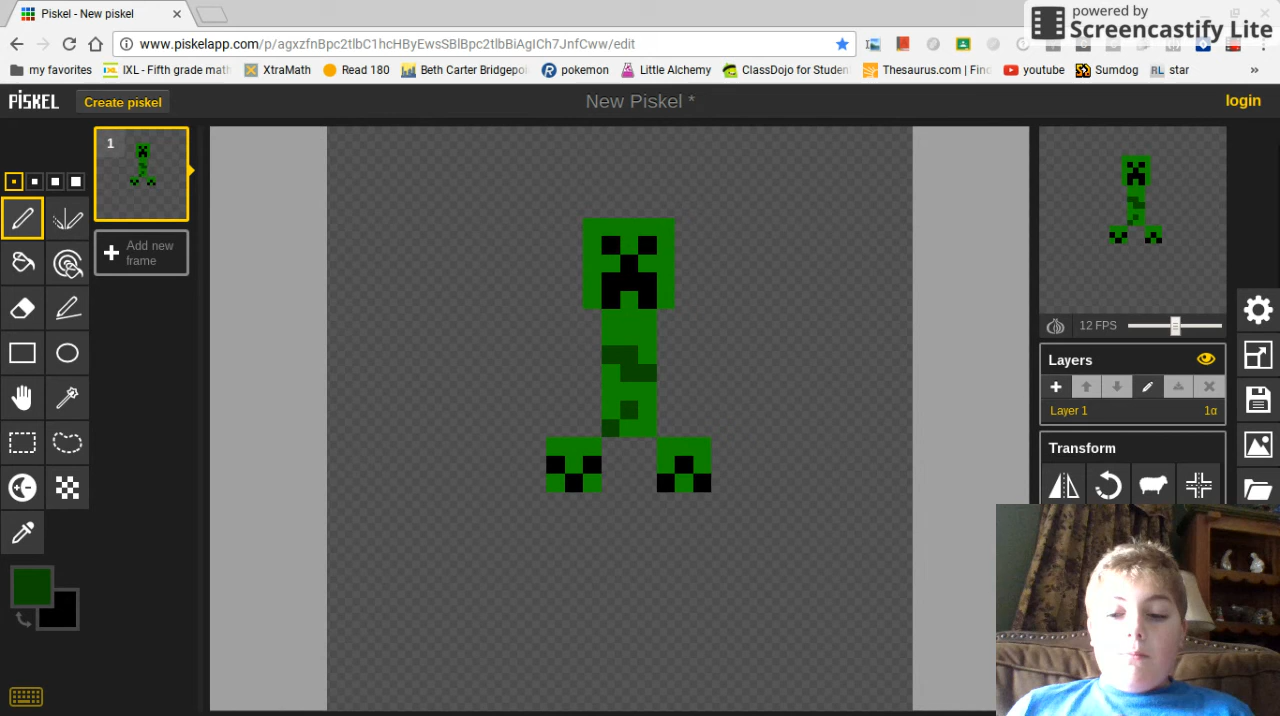 Piskel - New piskel
powered by
Screencastify Lite
www.piskelapp.com/p/agxzfnBpc2tlbC1hcHByEwsSBlBpc2tlbBiAgICh7JnfCww/edit
my favorites
IXL - Fifth grade math
XtraMath
Read 180
Beth Carter Bridgepo
pokemon
Little Alchemy
ClassDojo for Studen
Thesaurus.com | Find
youtube
Sumdog
RL star
»
PiSKEL
Create piskel
New Piskel *
login
1
Add new
frame
12 FPS
Layers
Layer 1
1α
Transform